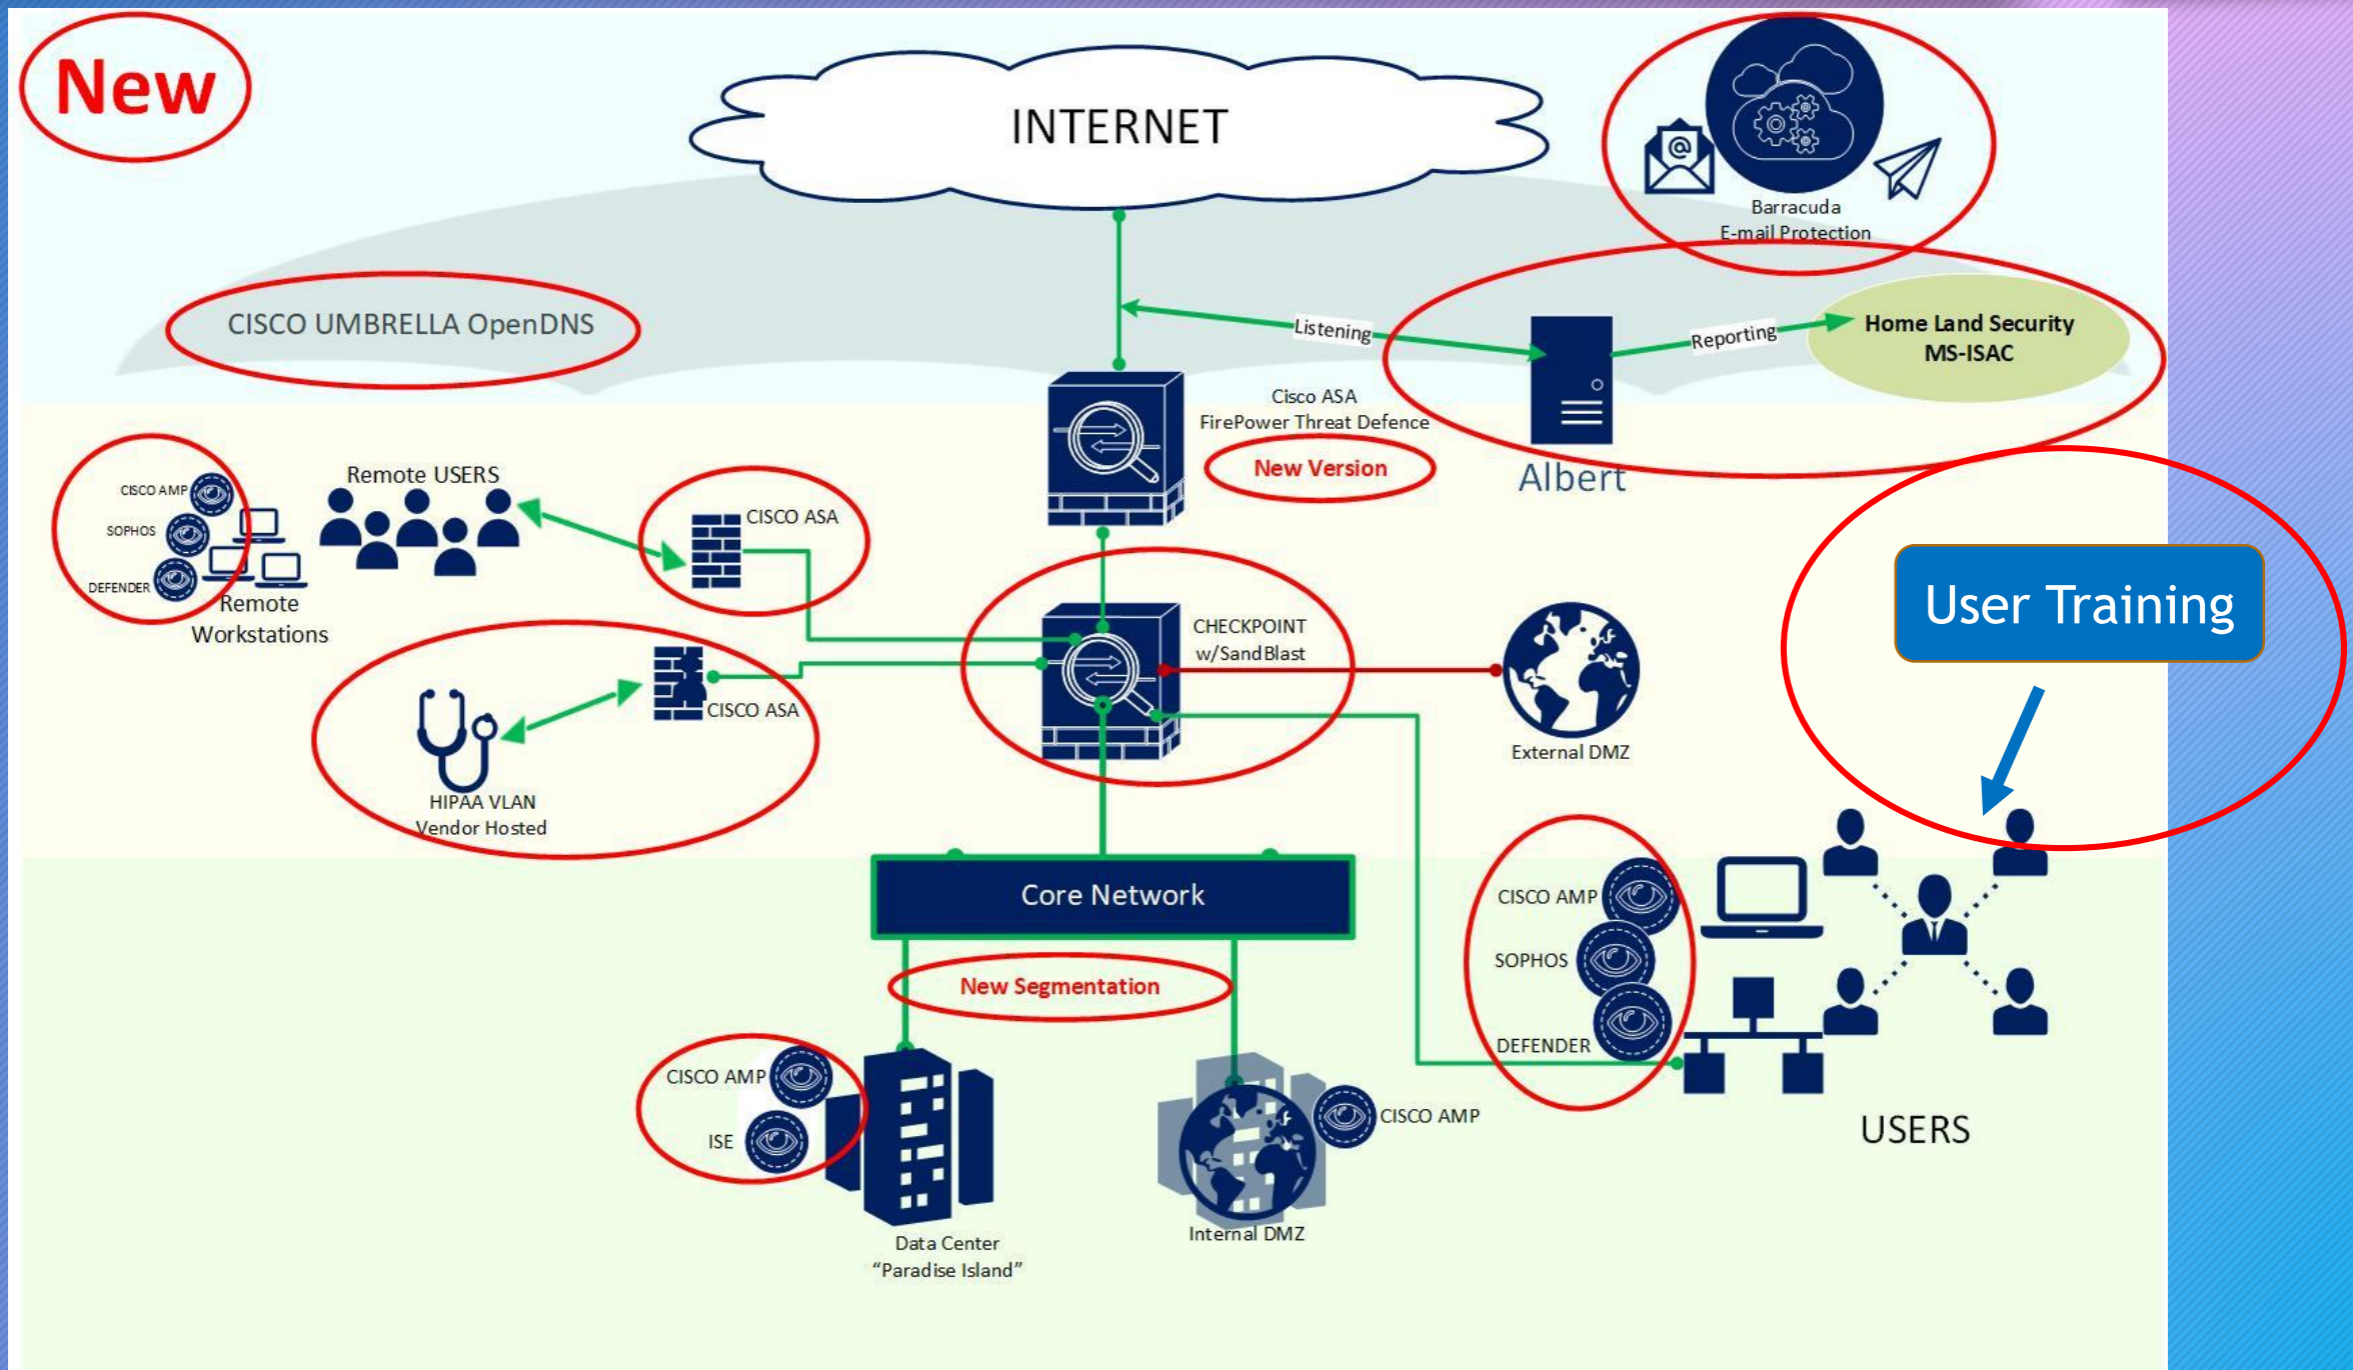 New
INTERNET
Barracuda
E-mail Protection
CISCO UMBRELLA OpenDNS
Listening
Reporting
Home Land Security
MS-ISAC
Cisco ASA
FirePower Threat Defence
New Version
Albert
CISCO AMP
SOPHOS
DEFENDER
Remote USERS
Remote
Workstations
CISCO ASA
User Training
CHECKPOINT
w/SandBlast
CISCO ASA
External DMZ
HIPAA VLAN
Vendor Hosted
Core Network
CISCO AMP
SOPHOS
DEFENDER
New Segmentation
CISCO AMP
ISE
CISCO AMP
USERS
Internal DMZ
Data Center
“Paradise Island”